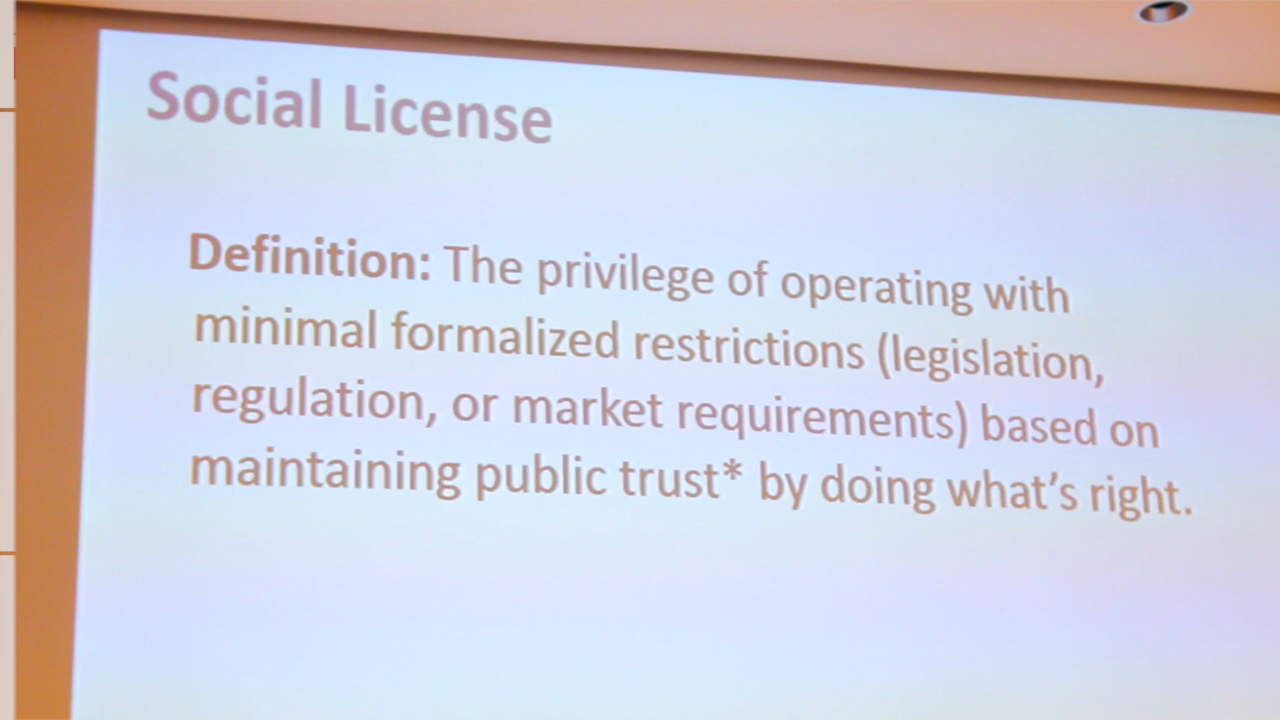 Social License
Definition: The privilege of operating with
minimal formalized restrictions (legislation,
regulation, or market requirements) based on
maintaining public trust* by doing what's right.